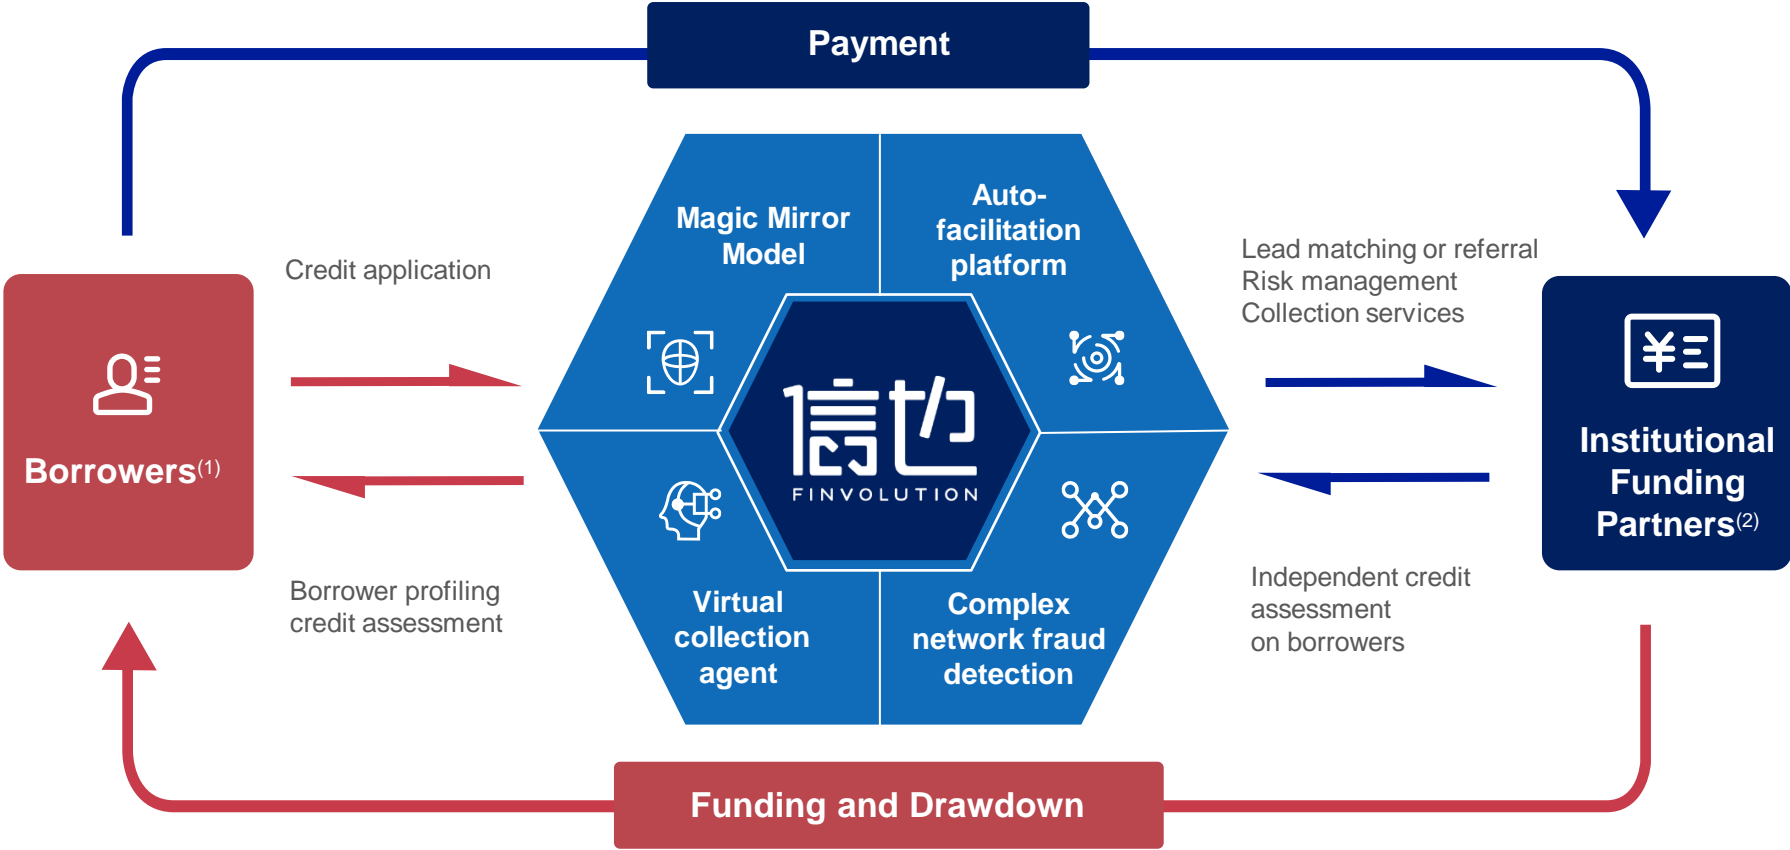 Payment
Magic Mirror
Model
Auto-
facilitation
platform
Credit application
Lead matching or referral
Risk management
Collection services
Borrowers(1)
信也
FINVOLUTION
¥
Institutional
Funding
Partners(2)
Borrower profiling
credit assessment
Virtual
collection
agent
Complex
network fraud
detection
Independent credit
assessment
on borrowers
Funding and Drawdown